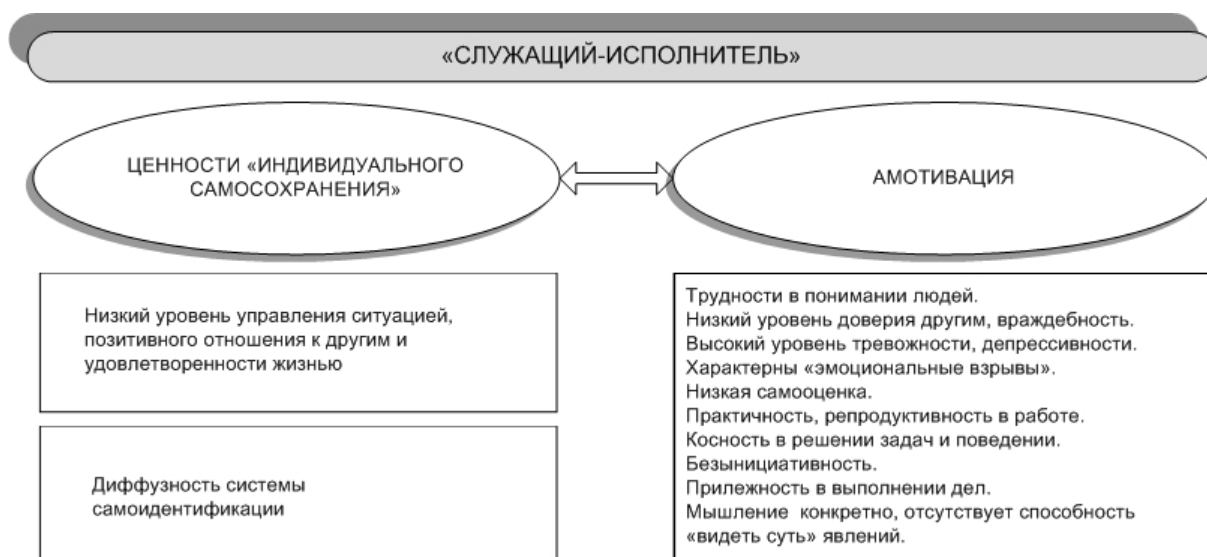 «СЛУЖАЩИЙ-ИСПОЛНИТЕЛЬ»
ЦЕННОСТИ «ИНДИВИДУАЛЬНОГО
САМОСОХРАНЕНИЯ»
АМОТИВАЦИЯ
Низкий уровень управления ситуацией,
позитивного отношения к другим и
удовлетворенности жизнью
Диффузность системы
самоидентификации
Трудности в понимании людей.
Низкий уровень доверия другим, враждебность.
Высокий уровень тревожности, депрессивности.
Характерны «эмоциональные взрывы».
Низкая самооценка.
Практичность, репродуктивность в работе.
Косность в решении задач и поведении.
Безынициативность.
Прилежность в выполнении дел.
Мышление конкретно, отсутствует способность
«видеть суть» явлений.